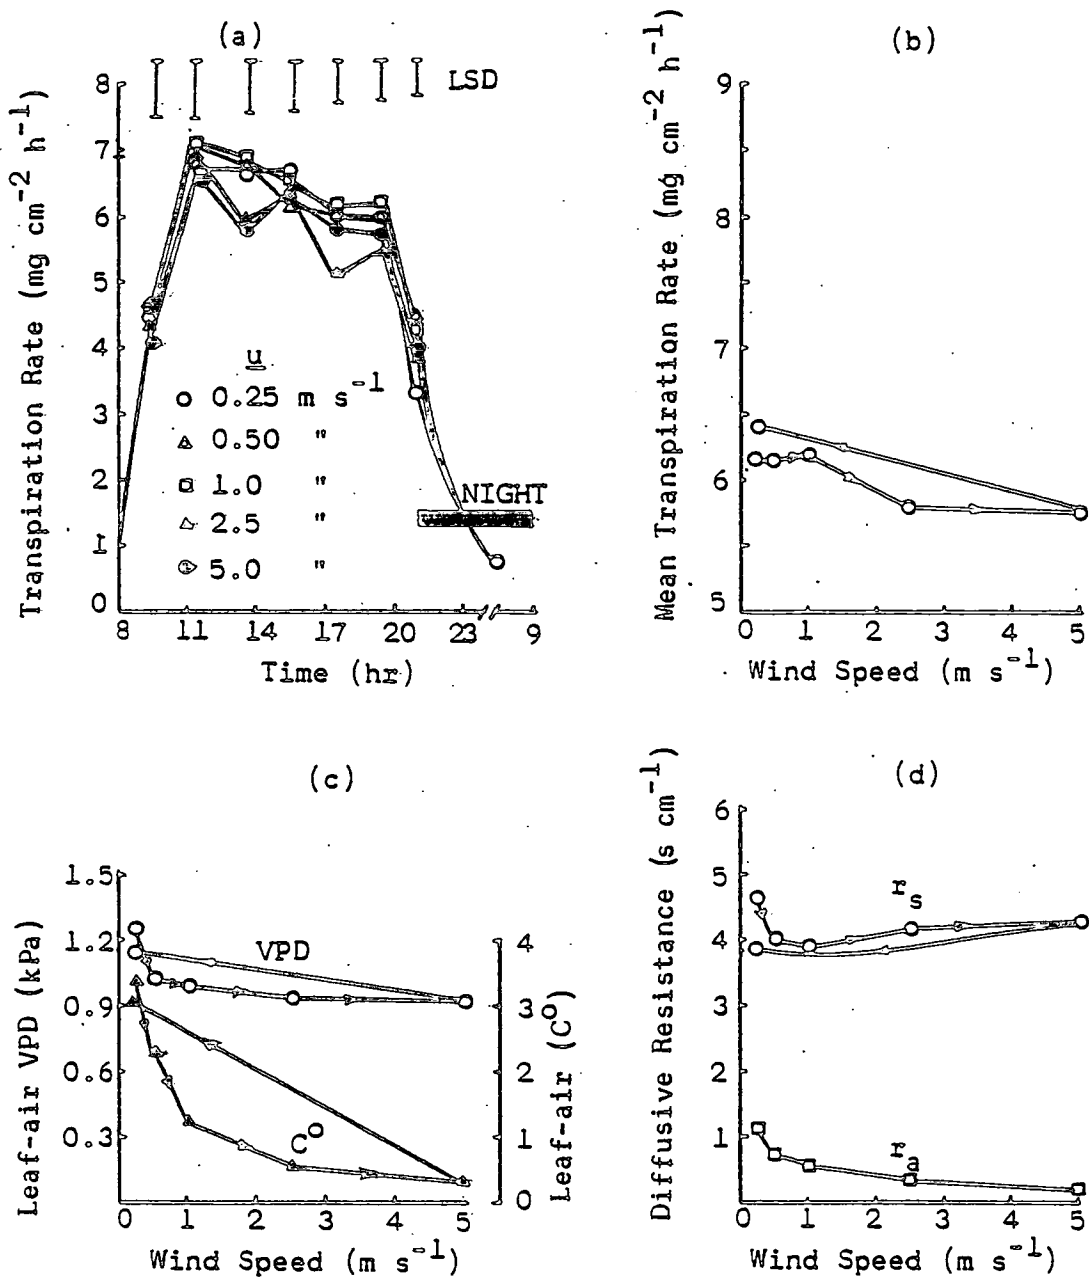 (a)
LSD
Transpiration Rate (mg cm⁻² h⁻¹)
8
7
6
5
4
3
2
1
0
u
0.25 m s⁻¹
0.50 "
1.0 "
2.5 "
5.0 "
NIGHT
8 11 14 17 20 23 9
Time (hr)
(b)
Mean Transpiration Rate (mg cm⁻² h⁻¹)
9
8
7
6
5
0 1 2 3 4 5
Wind Speed (m s⁻¹)
(c)
Leaf-air VPD (kPa)
1.5
1.2
0.9
0.6
0.3
VPD
C°
4
3
2
1
0
Leaf-air (C°)
0 1 2 3 4 5
Wind Speed (m s⁻¹)
(d)
Diffusive Resistance (s cm⁻¹)
6
5
4
3
2
1
r_s
r_a
0 1 2 3 4 5
Wind Speed (m s⁻¹)